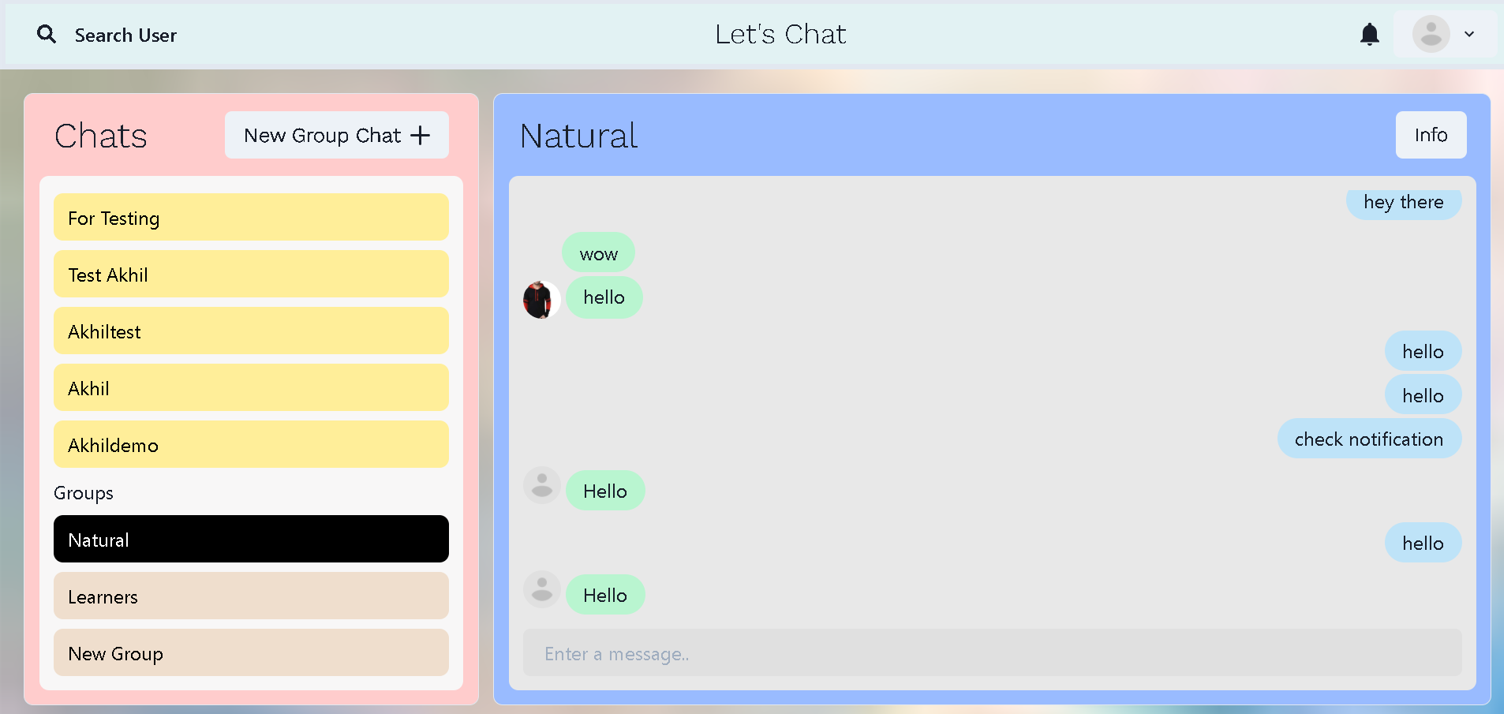 Search User
Let's Chat
Chats
New Group Chat +
For Testing
Test Akhil
Akhiltest
Akhil
Akhildemo
Groups
Natural
Learners
New Group
Natural
Info
hey there
wow
hello
hello
hello
check notification
Hello
hello
Hello
Enter a message..